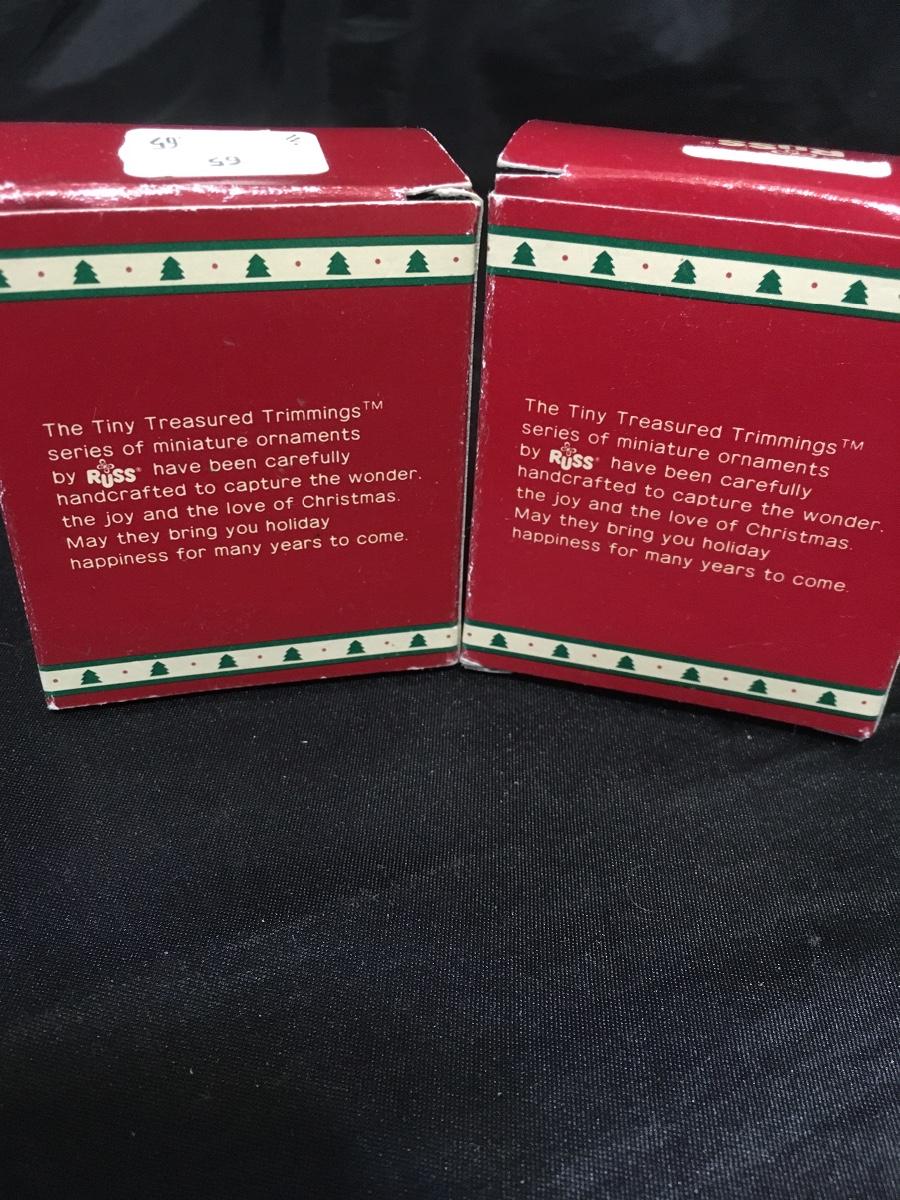 The Tiny Treasured Trimmings™
series of miniature ornaments
by RUSS® have been carefully
handcrafted to capture the wonder.
the joy and the love of Christmas.
May they bring you holiday
happiness for many years to come.
Russ
The Tiny Treasured Trimmings™
series of miniature ornaments
by RUSS® have been carefully
handcrafted to capture the wonder.
the joy and the love of Christmas.
May they bring you holiday
happiness for many years to come.